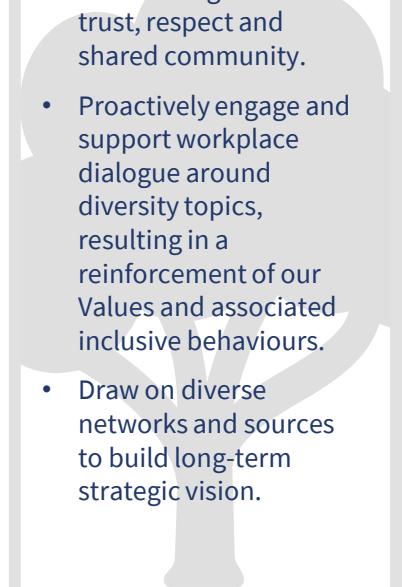 trust, respect and
shared community.
• Proactively engage and
support workplace
dialogue around
diversity topics,
resulting in a
reinforcement of our
Values and associated
inclusive behaviours.
• Draw on diverse
networks and sources
to build long-term
strategic vision.